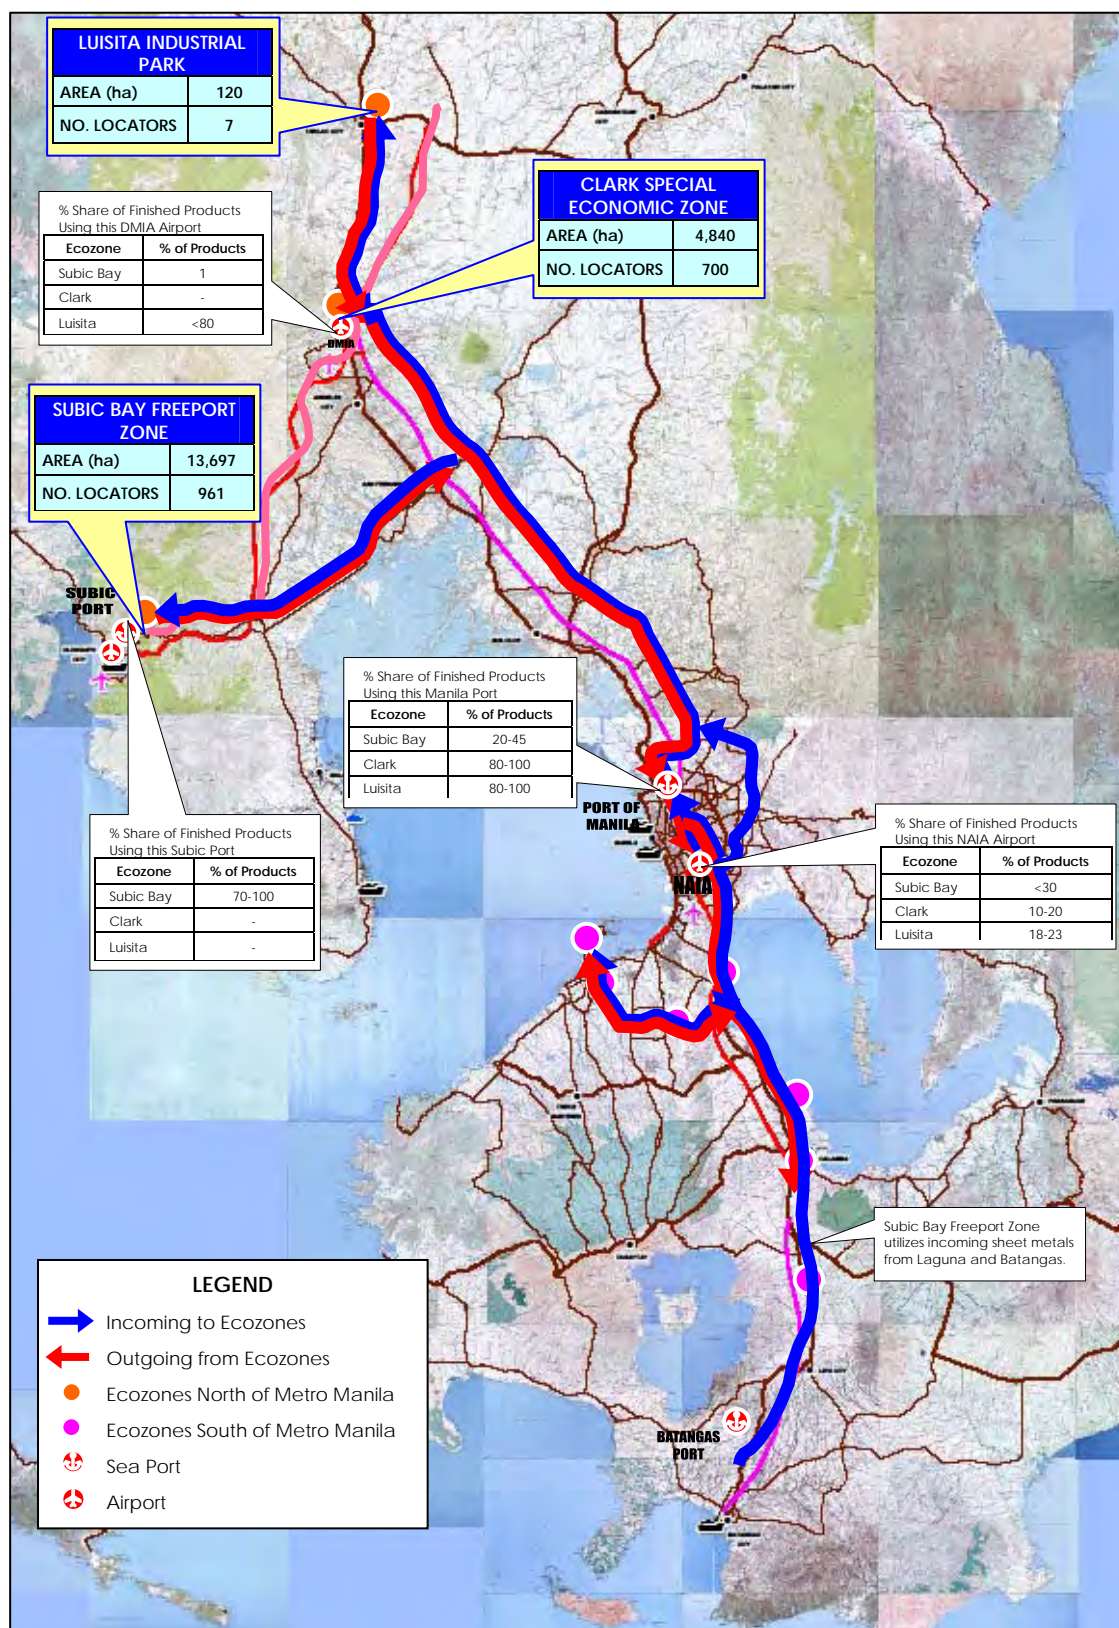 LUISITA INDUSTRIAL
PARK
AREA (ha) 120
NO. LOCATORS 7
CLARK SPECIAL
ECONOMIC ZONE
AREA (ha) 4,840
NO. LOCATORS 700
% Share of Finished Products
Using this DMIA Airport
Ecozone % of Products
Subic Bay 1
Clark -
Luisita <80
DMIA
SUBIC BAY FREEPORT
ZONE
AREA (ha) 13,697
NO. LOCATORS 961
SUBIC
PORT
% Share of Finished Products
Using this Manila Port
Ecozone % of Products
Subic Bay 20-45
Clark 80-100
Luisita 80-100
PORT OF
MANILA
% Share of Finished Products
Using this Subic Port
Ecozone % of Products
Subic Bay 70-100
Clark -
Luisita -
% Share of Finished Products
Using this NAIA Airport
Ecozone % of Products
Subic Bay <30
Clark 10-20
Luisita 18-23
NAIA
Subic Bay Freeport Zone
utilizes incoming sheet metals
from Laguna and Batangas.
LEGEND
Incoming to Ecozones
Outgoing from Ecozones
Ecozones North of Metro Manila
Ecozones South of Metro Manila
Sea Port
Airport
BATANGAS
PORT